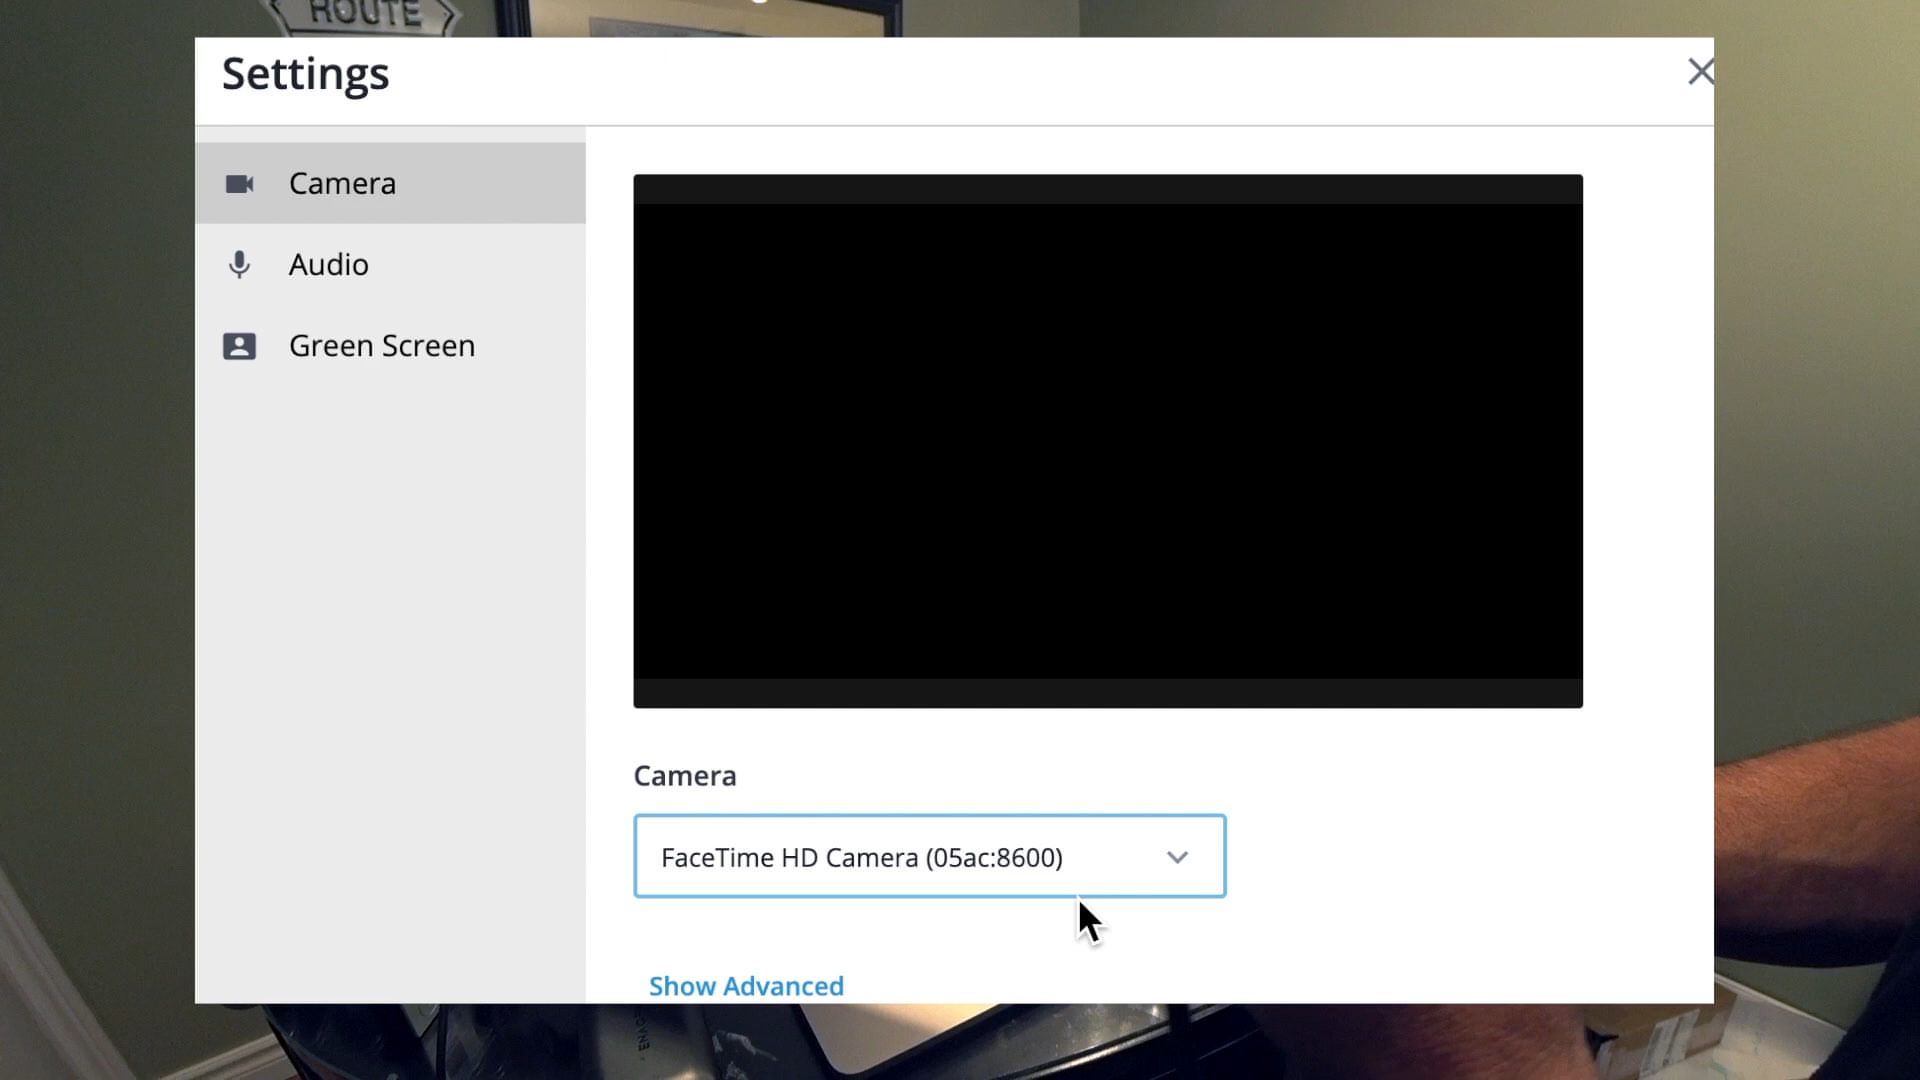 ROUTE
Settings
Camera
Audio
Green Screen
Camera
FaceTime HD Camera (05ac:8600)
Show Advanced